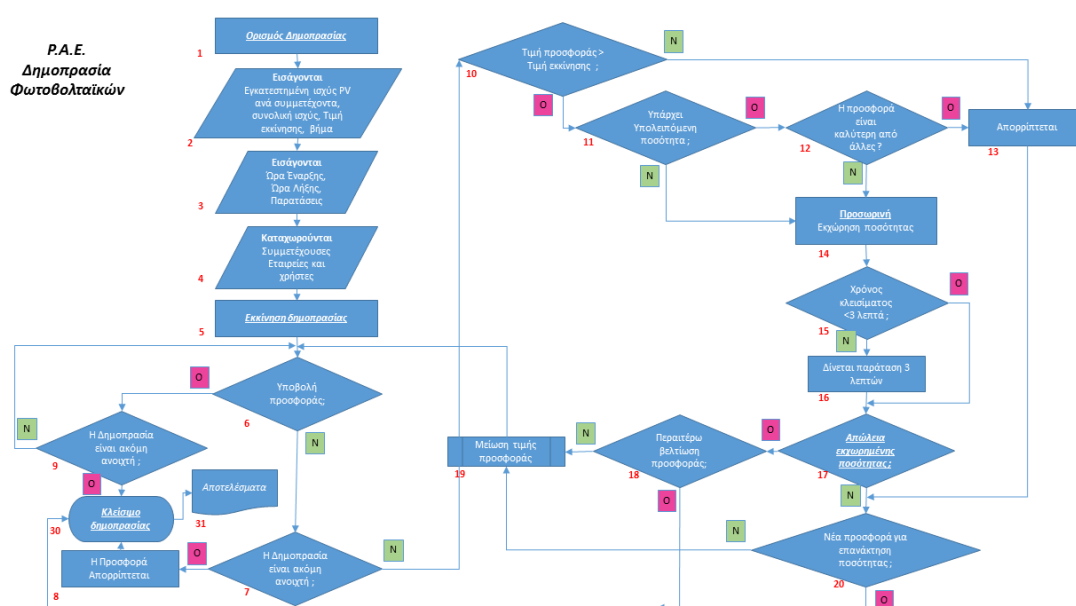 Ρ.Α.Ε.
Δημοπρασία
Φωτοβολταϊκών
Ορισμός Δημοπρασίας
1
Εισάγονται
Εγκατεστημένη ισχύς PV
ανά συμμετέχοντα,
συνολική ισχύς, Τιμή
εκκίνησης, βήμα
2
Εισάγονται
Ώρα Έναρξης,
Ώρα Λήξης,
Παρατάσεις
3
Καταχωρούνται
Συμμετέχουσες
Εταιρείες και
χρήστες
4
Εκκίνηση δημοπρασίας
5
Υποβολή
προσφοράς;
6
Ο
Ν
Η Δημοπρασία
είναι ακόμη
ανοιχτή ;
9
Ν
Ο
Κλείσιμο
δημοπρασίας
30
Αποτελέσματα
31
Η Προσφορά
Απορρίπτεται
8
Ο
Η Δημοπρασία
είναι ακόμη
ανοιχτή ;
7
Ν
Τιμή προσφοράς >
Τιμή εκκίνησης ;
10
Ν
Ο
Υπάρχει
Υπολειπόμενη
ποσότητα ;
11
Ο
Ν
Η προσφορά
είναι
καλύτερη από
άλλες ?
12
Ο
Ν
Απορρίπτεται
13
Προσωρινή
Εκχώρηση ποσότητας
14
Χρόνος
κλεισίματος
<3 λεπτά ;
15
Ο
Ν
Δίνεται παράταση 3
λεπτών
16
Απώλεια
εκχωρημένης
ποσότητας ;
17
Ο
Ν
Περαιτέρω
βελτίωση
προσφοράς;
18
Ν
Ο
Μείωση τιμής
προσφοράς
19
Νέα προσφορά για
επανάκτηση
ποσότητας ;
20
Ν
Ο